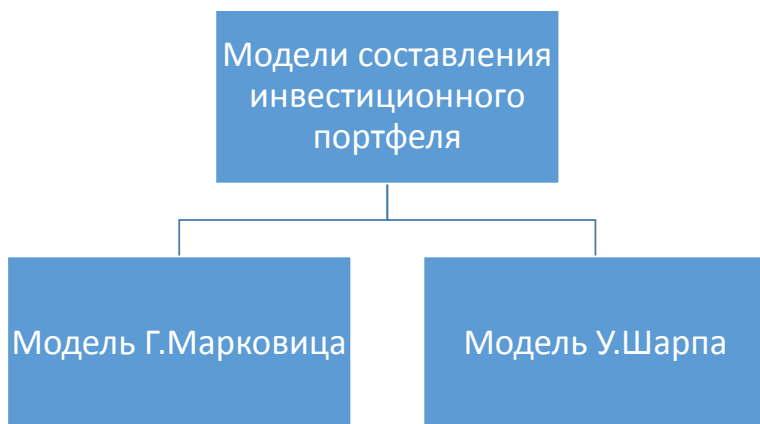 Модели составления
инвестиционного
портфеля
Модель Г.Марковица
Модель У.Шарпа